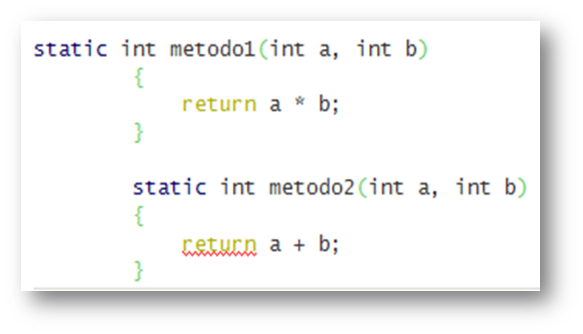 static int metodo1(int a, int b)
{
return a * b;
}
static int metodo2(int a, int b)
{
return a + b;
}